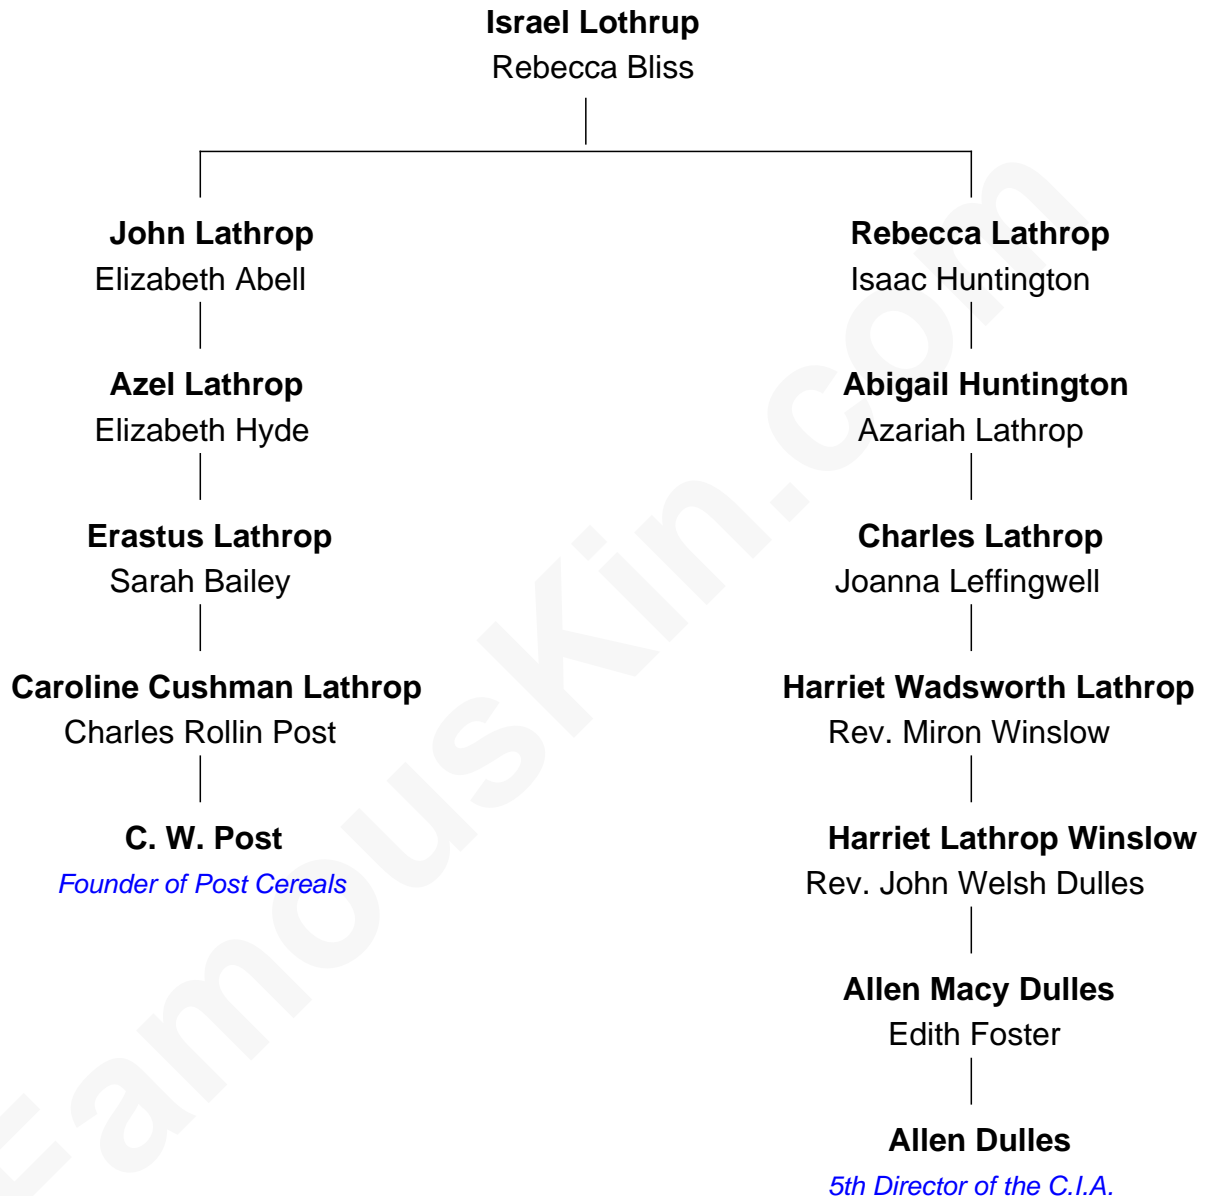 Israel Lothrup
Rebecca Bliss
John Lathrop
Elizabeth Abell
Rebecca Lathrop
Isaac Huntington
Azel Lathrop
Elizabeth Hyde
Abigail Huntington
Azariah Lathrop
Erastus Lathrop
Sarah Bailey
Charles Lathrop
Joanna Leffingwell
Caroline Cushman Lathrop
Charles Rollin Post
Harriet Wadsworth Lathrop
Rev. Miron Winslow
C. W. Post
Founder of Post Cereals
Harriet Lathrop Winslow
Rev. John Welsh Dulles
Allen Macy Dulles
Edith Foster
Allen Dulles
5th Director of the C.I.A.
FamousKin.com